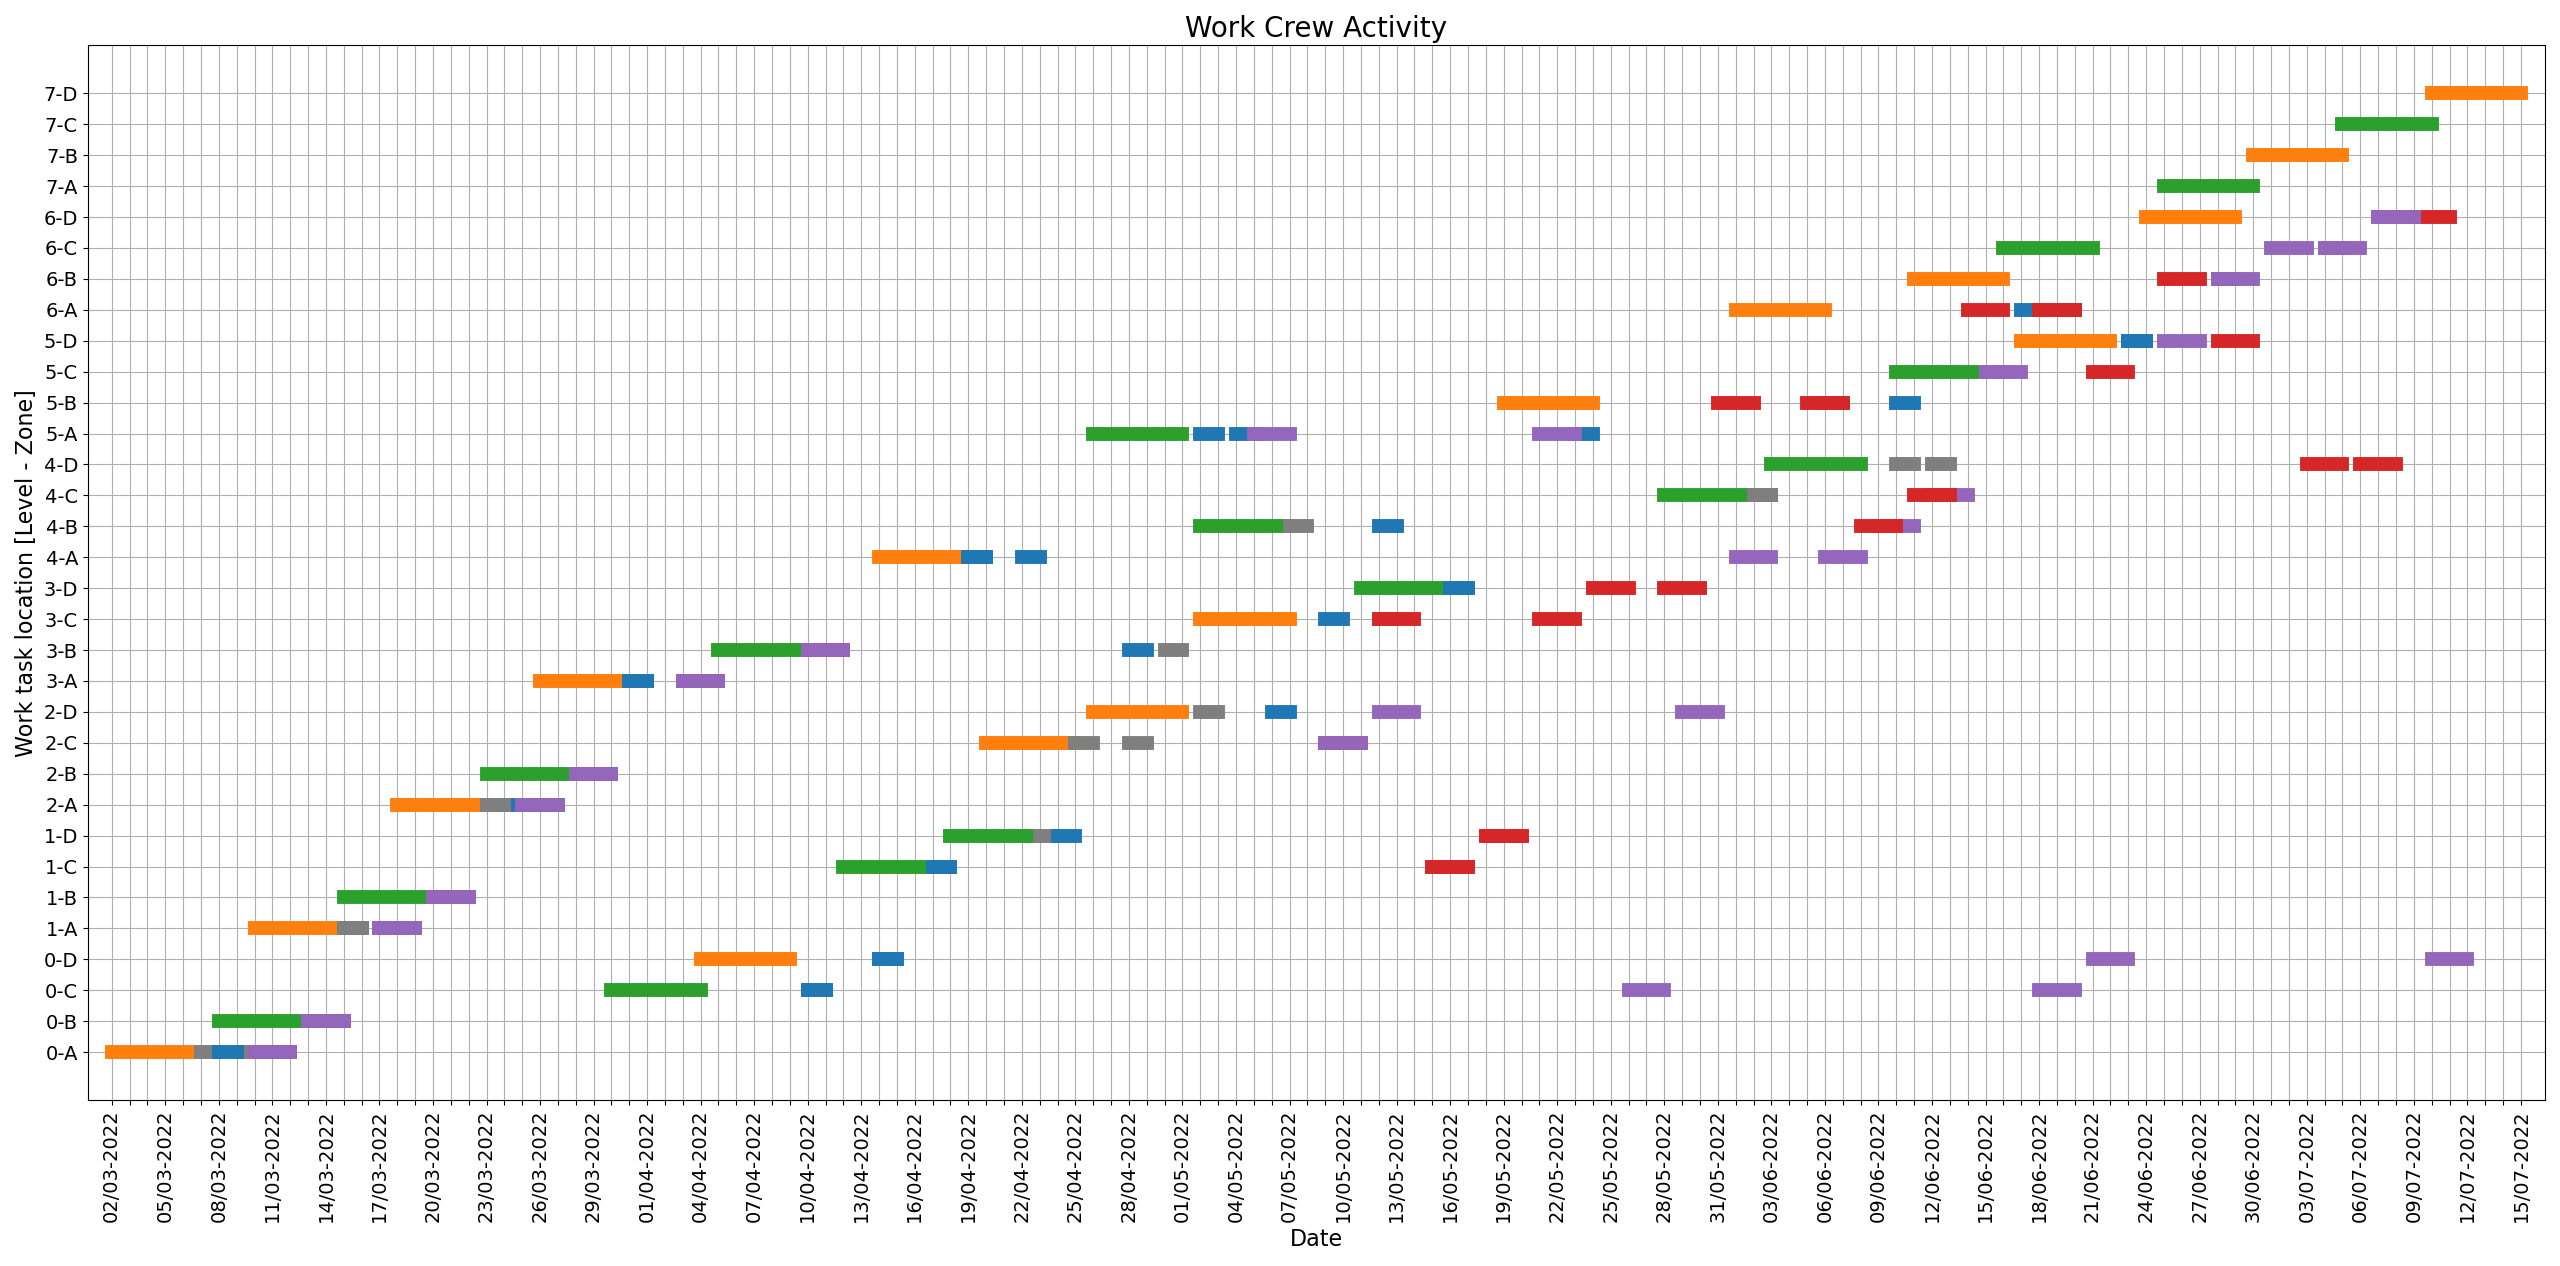 Work Crew Activity
Work task location [Level - Zone]
7-D
7-C
7-B
7-A
6-D
6-C
6-B
6-A
5-D
5-C
5-B
5-A
4-D
4-C
4-B
4-A
3-D
3-C
3-B
3-A
2-D
2-C
2-B
2-A
1-D
1-C
1-B
1-A
0-D
0-C
0-B
0-A
02/03-2022
05/03-2022
08/03-2022
11/03-2022
14/03-2022
17/03-2022
20/03-2022
23/03-2022
26/03-2022
29/03-2022
01/04-2022
04/04-2022
07/04-2022
10/04-2022
13/04-2022
16/04-2022
19/04-2022
22/04-2022
25/04-2022
28/04-2022
01/05-2022
04/05-2022
07/05-2022
10/05-2022
13/05-2022
16/05-2022
19/05-2022
22/05-2022
25/05-2022
28/05-2022
31/05-2022
03/06-2022
06/06-2022
09/06-2022
12/06-2022
15/06-2022
18/06-2022
21/06-2022
24/06-2022
27/06-2022
30/06-2022
03/07-2022
06/07-2022
09/07-2022
12/07-2022
15/07-2022
Date